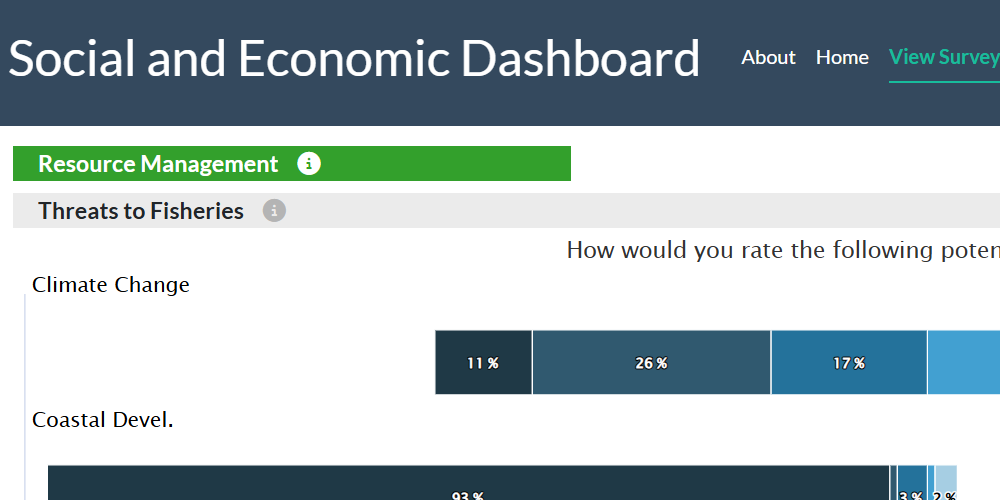 Social and Economic Dashboard About Home View Survey
Resource Management
Threats to Fisheries
How would you rate the following poten
Climate Change
11 % 26 % 17 %
Coastal Devel.
93 % 3 % 2 %